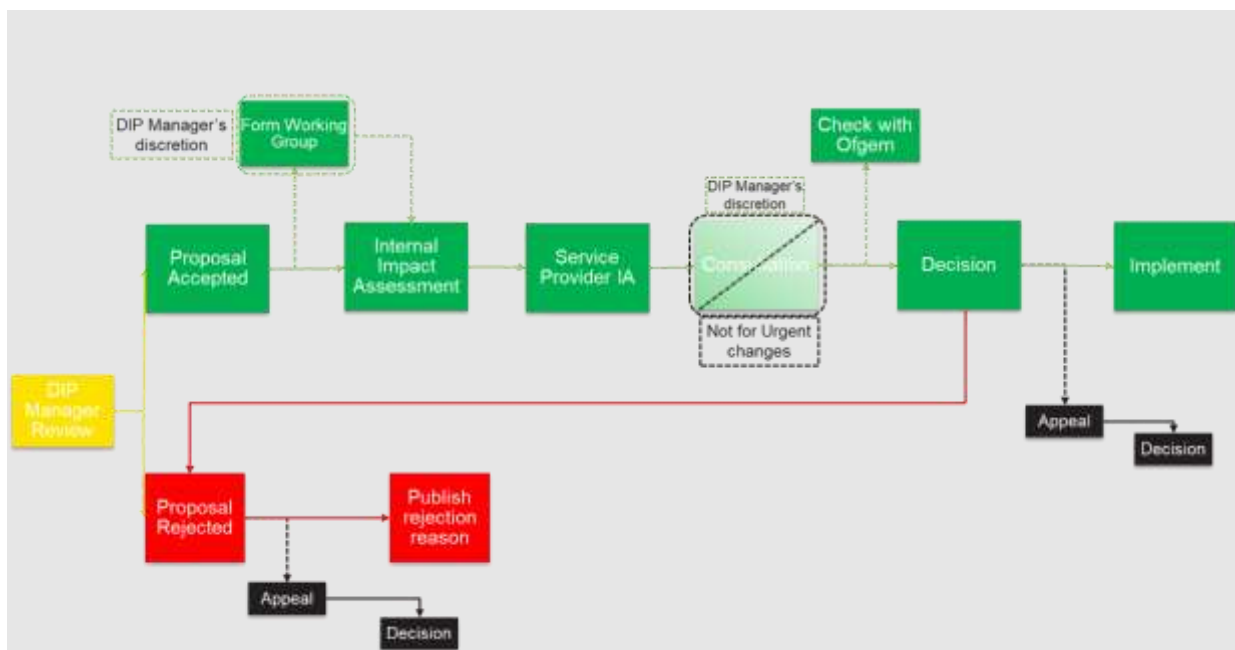 DIP Manager's
discretion
Form Working
Group
Check with
Ofgem
DIP Manager's
discretion
Proposal
Accepted
Internal
Impact
Assessment
Service
Provider IA
Consultation
Decision
Implement
Not for Urgent
changes
DIP
Manager
Review
Appeal
Decision
Proposal
Rejected
Publish
rejection
reason
Appeal
Decision